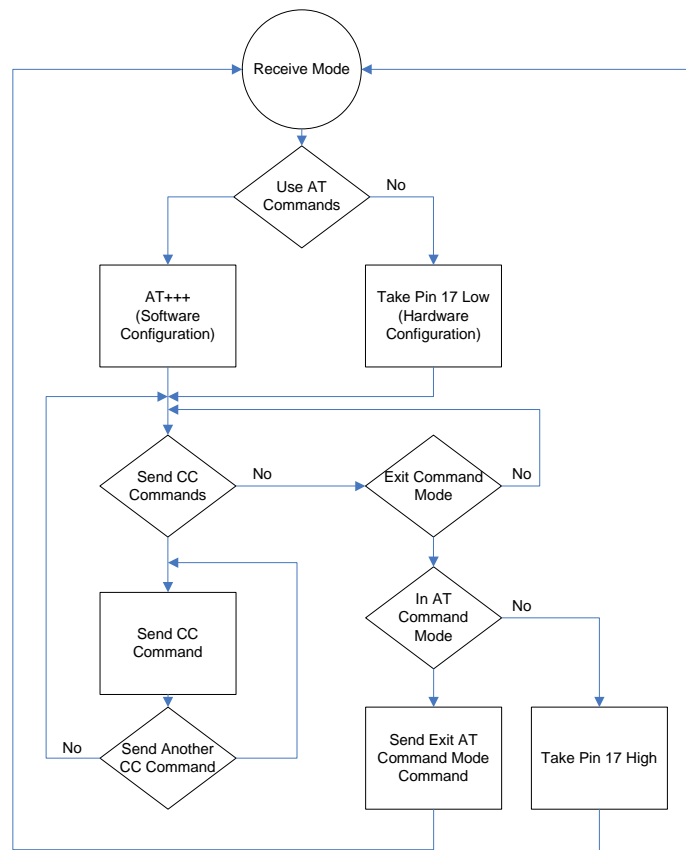 Receive Mode
Use AT
Commands
No
AT+++
(Software
Configuration)
Take Pin 17 Low
(Hardware
Configuration)
Send CC
Commands
No
Exit Command
Mode
No
Send CC
Command
In AT
Command
Mode
No
No
Send Another
CC Command
Send Exit AT
Command Mode
Command
Take Pin 17 High